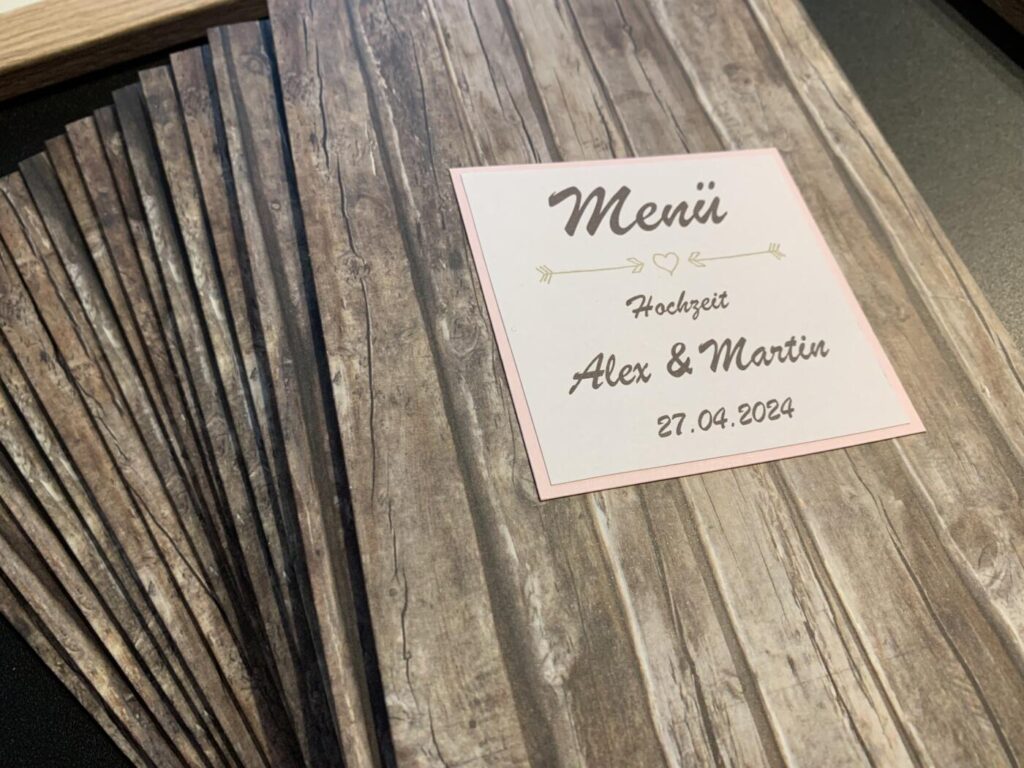 Menü
Hochzeit
Alex & Martin
27.04.2024